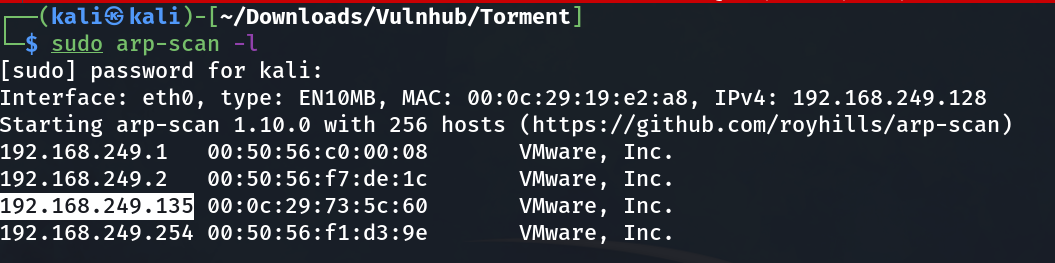 ┌──(kali㉿kali)-[~/Downloads/Vulnhub/Torment]
└─$ sudo arp-scan -l
[sudo] password for kali:
Interface: eth0, type: EN10MB, MAC: 00:0c:29:19:e2:a8, IPv4: 192.168.249.128
Starting arp-scan 1.10.0 with 256 hosts (https://github.com/royhills/arp-scan)
192.168.249.1   00:50:56:c0:00:08       VMware, Inc.
192.168.249.2   00:50:56:f7:de:1c       VMware, Inc.
192.168.249.135 00:0c:29:73:5c:60       VMware, Inc.
192.168.249.254 00:50:56:f1:d3:9e       VMware, Inc.